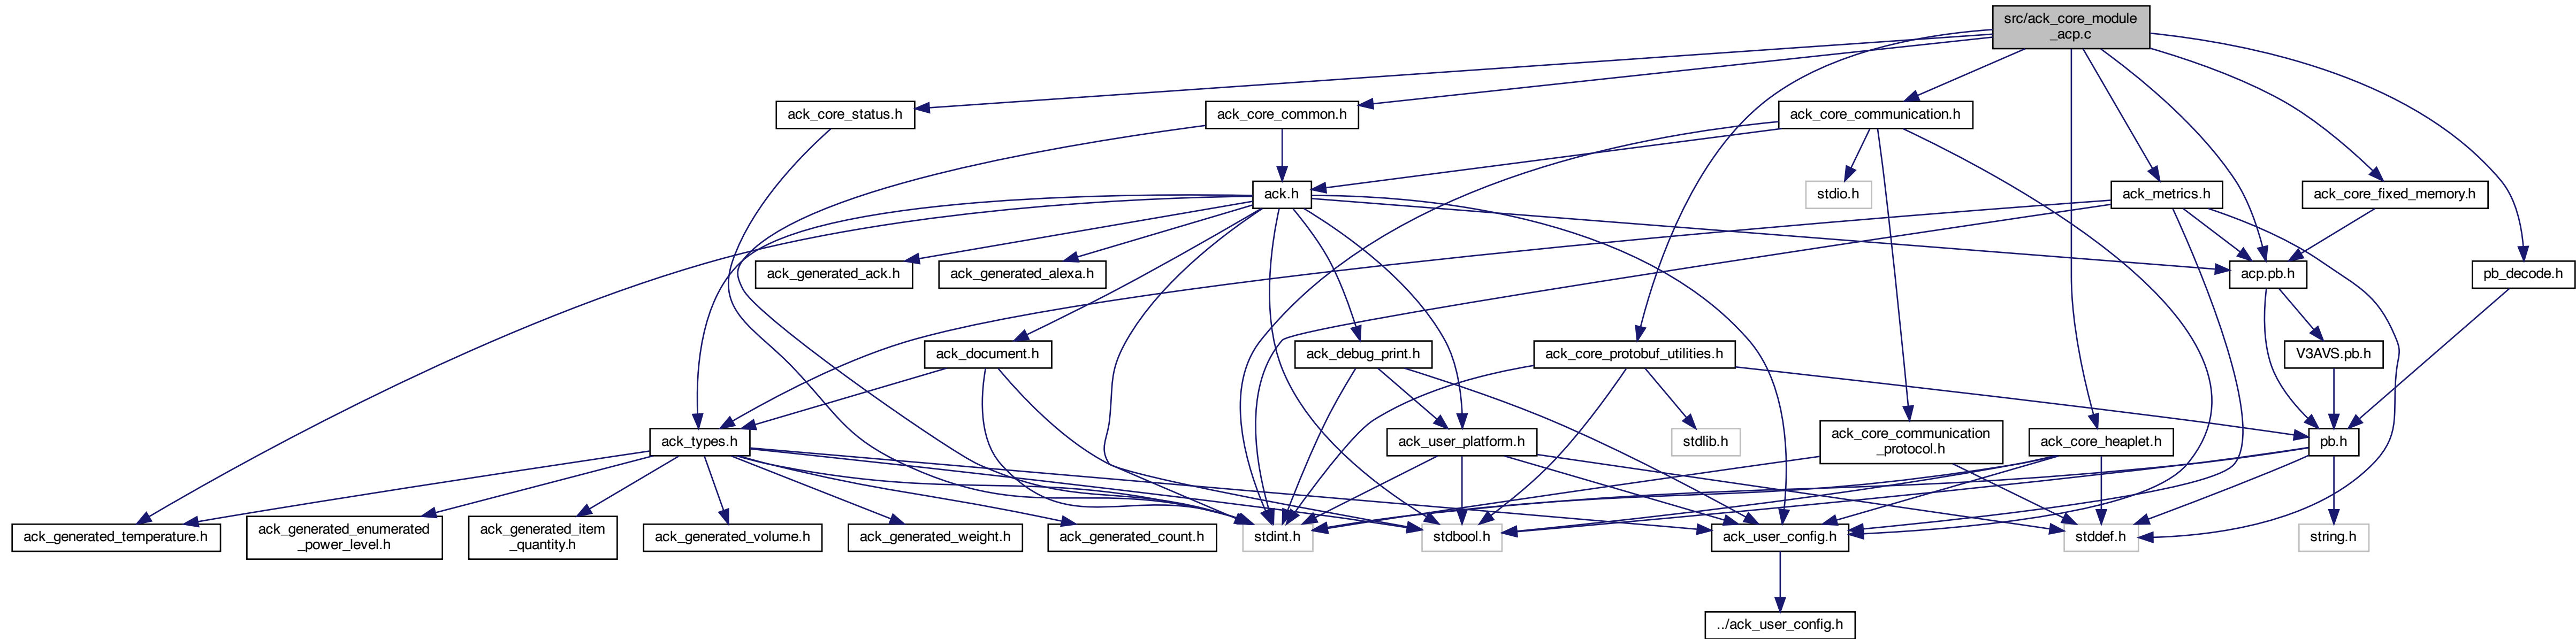 src/ack_core_module
_acp.c
ack_core_status.h
ack_core_common.h
ack_core_communication.h
ack.h
stdio.h
ack_metrics.h
ack_core_fixed_memory.h
ack_generated_ack.h
ack_generated_alexa.h
acp.pb.h
pb_decode.h
ack_document.h
ack_debug_print.h
ack_core_protobuf_utilities.h
V3AVS.pb.h
ack_types.h
ack_user_platform.h
stdlib.h
ack_core_communication
_protocol.h
ack_core_heaplet.h
pb.h
ack_generated_temperature.h
ack_generated_enumerated
_power_level.h
ack_generated_item
_quantity.h
ack_generated_volume.h
ack_generated_weight.h
ack_generated_count.h
stdint.h
stdbool.h
ack_user_config.h
stddef.h
string.h
../ack_user_config.h